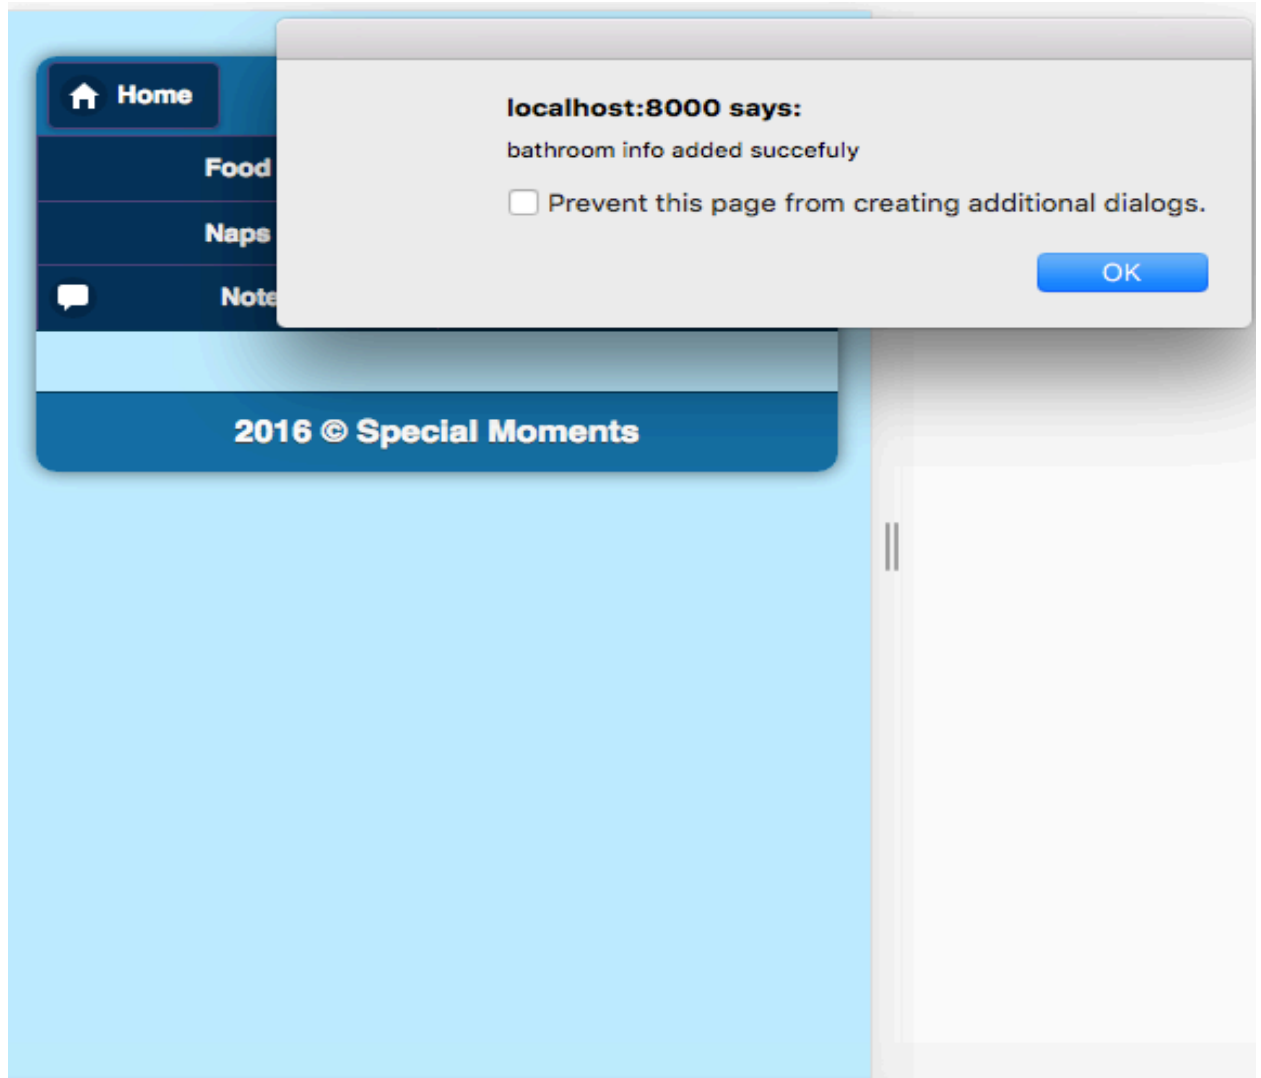 Home
localhost:8000 says:
bathroom info added succefuly
Prevent this page from creating additional dialogs.
OK
Food
Naps
Note
2016 © Special Moments